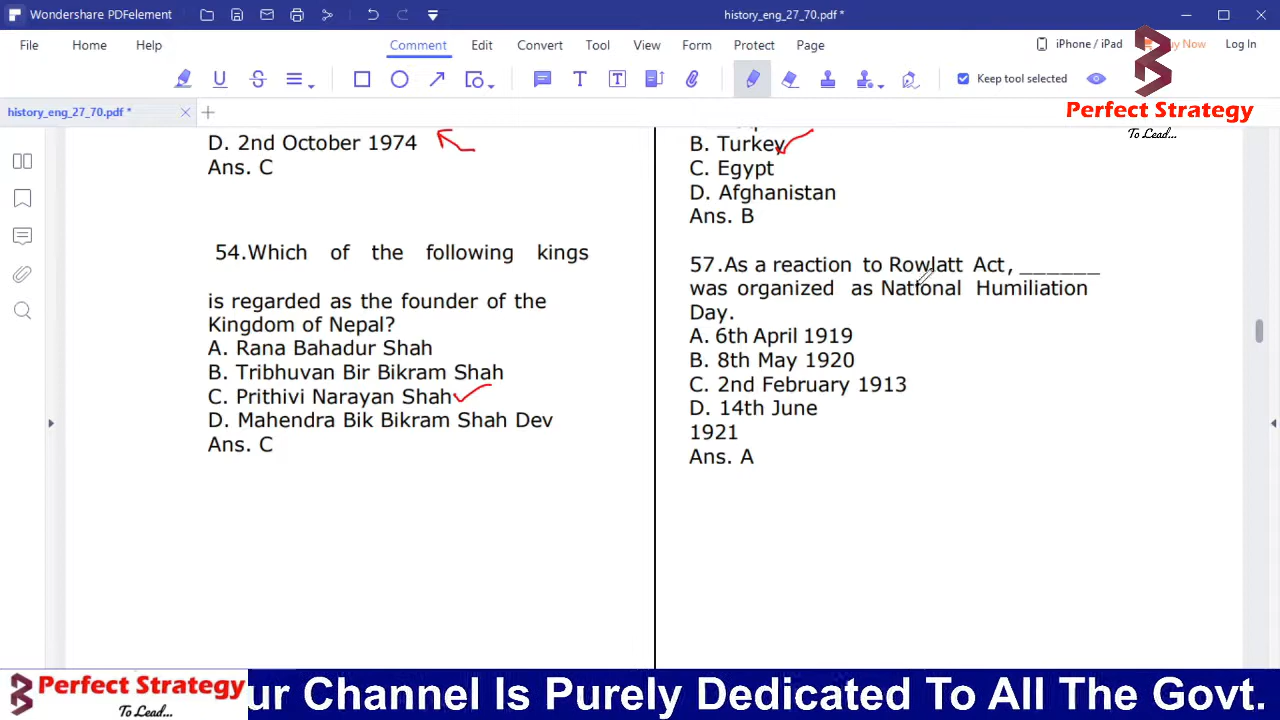 Wondershare PDFelement
history_eng_27_70.pdf *
File Home Help Comment Edit Convert Tool View Form Protect Page iPhone / iPad Buy Now Log In
Keep tool selected
Perfect Strategy
To Lead...
history_eng_27_70.pdf *
D. 2nd October 1974
Ans. C
54.Which of the following kings
is regarded as the founder of the
Kingdom of Nepal?
A. Rana Bahadur Shah
B. Tribhuvan Bir Bikram Shah
C. Prithivi Narayan Shah
D. Mahendra Bik Bikram Shah Dev
Ans. C
B. Turkey
C. Egypt
D. Afghanistan
Ans. B
57.As a reaction to Rowlatt Act, ______
was organized as National Humiliation
Day.
A. 6th April 1919
B. 8th May 1920
C. 2nd February 1913
D. 14th June
1921
Ans. A
Perfect Strategy
To Lead...
ur Channel Is Purely Dedicated To All The Govt.